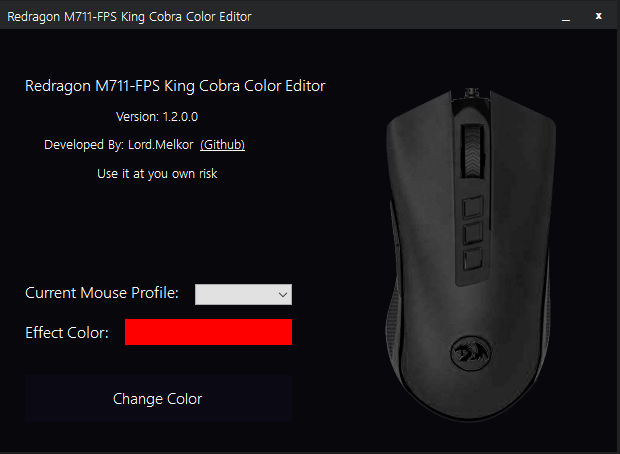 Redragon M711-FPS King Cobra Color Editor
_ x
Redragon M711-FPS King Cobra Color Editor
Version: 1.2.0.0
Developed By: Lord.Melkor (Github)
Use it at you own risk
Current Mouse Profile:
Effect Color:
Change Color